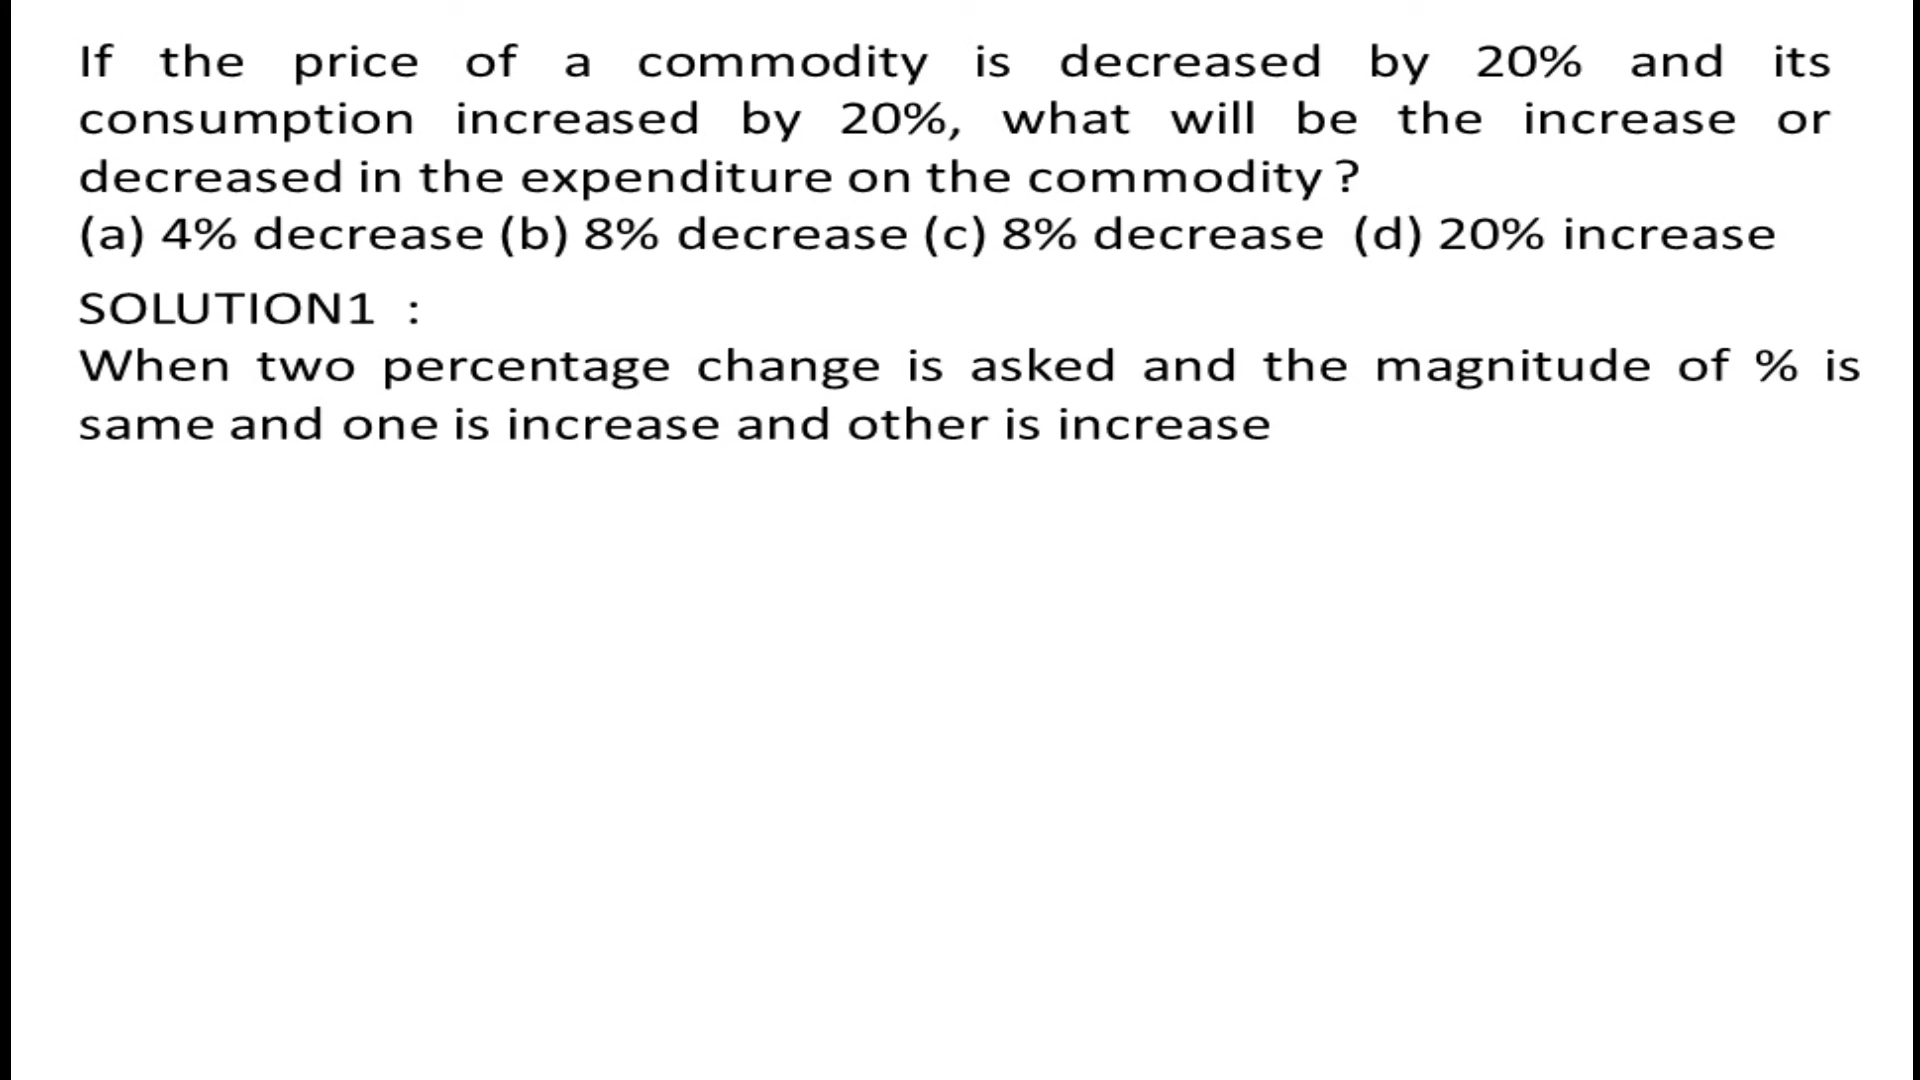 If the price of a commodity is decreased by 20% and its
consumption increased by 20%, what will be the increase or
decreased in the expenditure on the commodity ?
(a) 4% decrease (b) 8% decrease (c) 8% decrease (d) 20% increase
SOLUTION1 :
When two percentage change is asked and the magnitude of % is
same and one is increase and other is increase